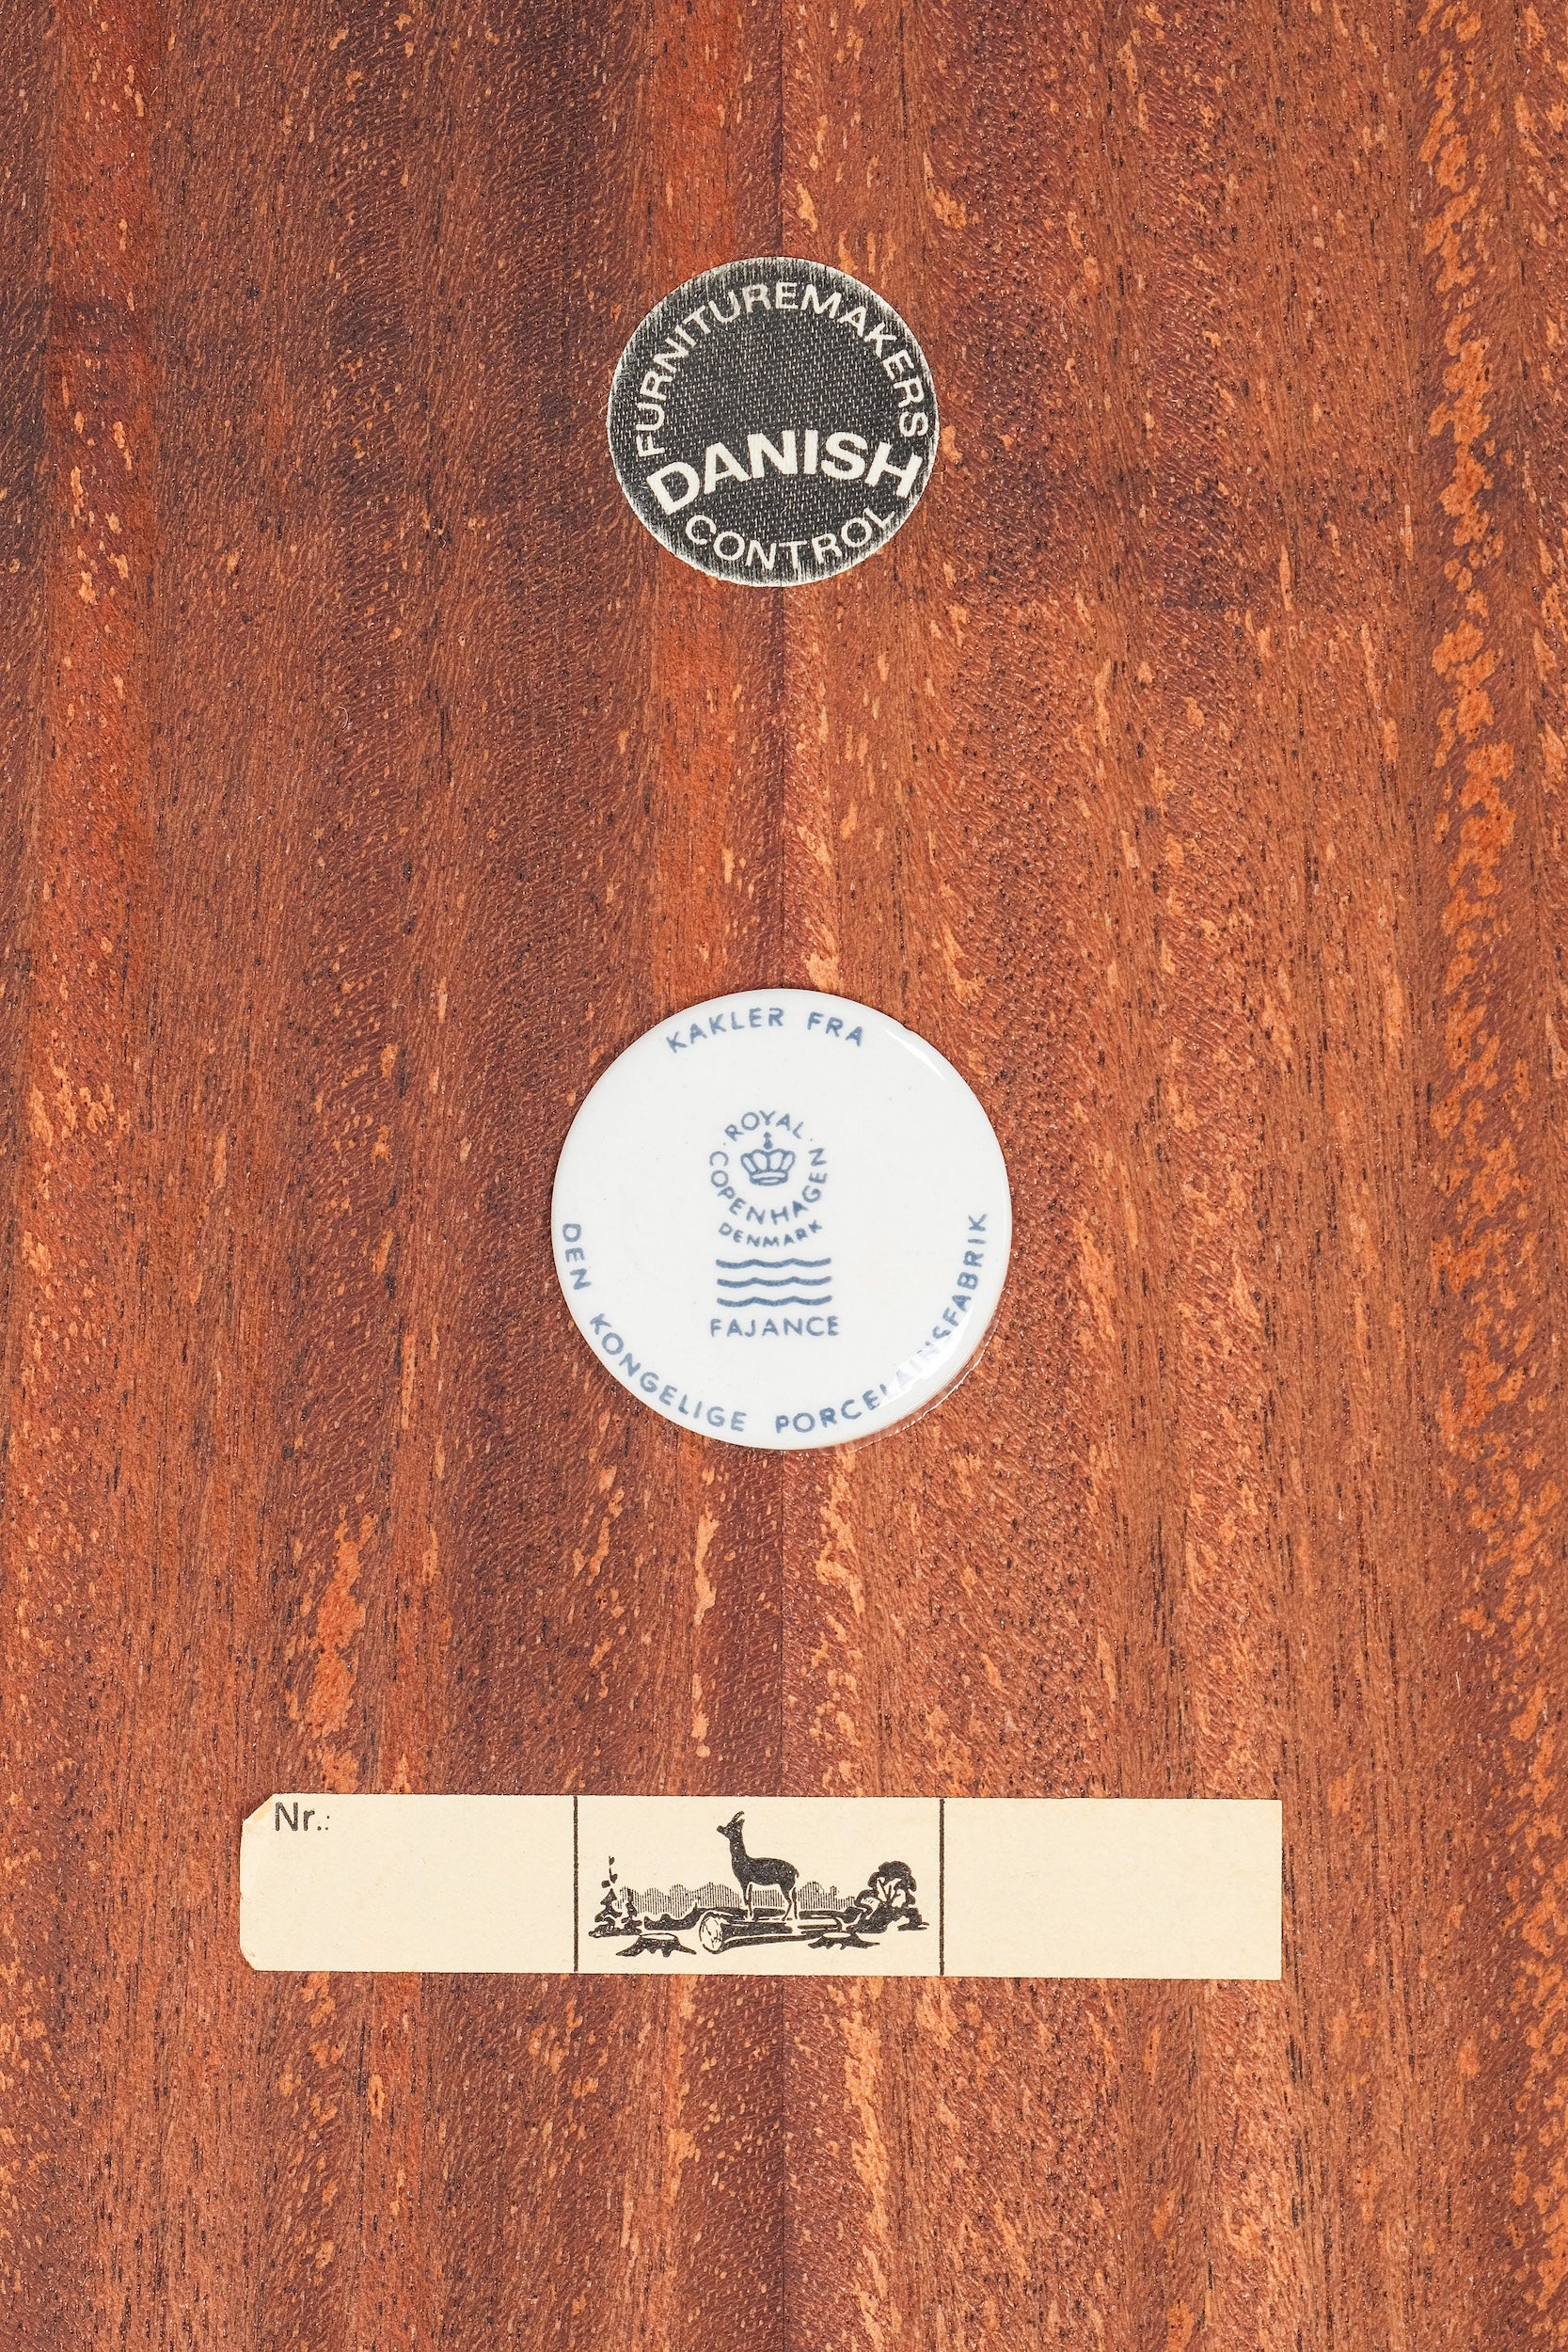 FURNITUREMAKERS
DANISH
CONTROL
KAKLER FRA
ROYAL
COPENHAGEN
DENMARK
FAJANCE
DEN KONGELIGE PORCELAINSFABRIK
Nr.: